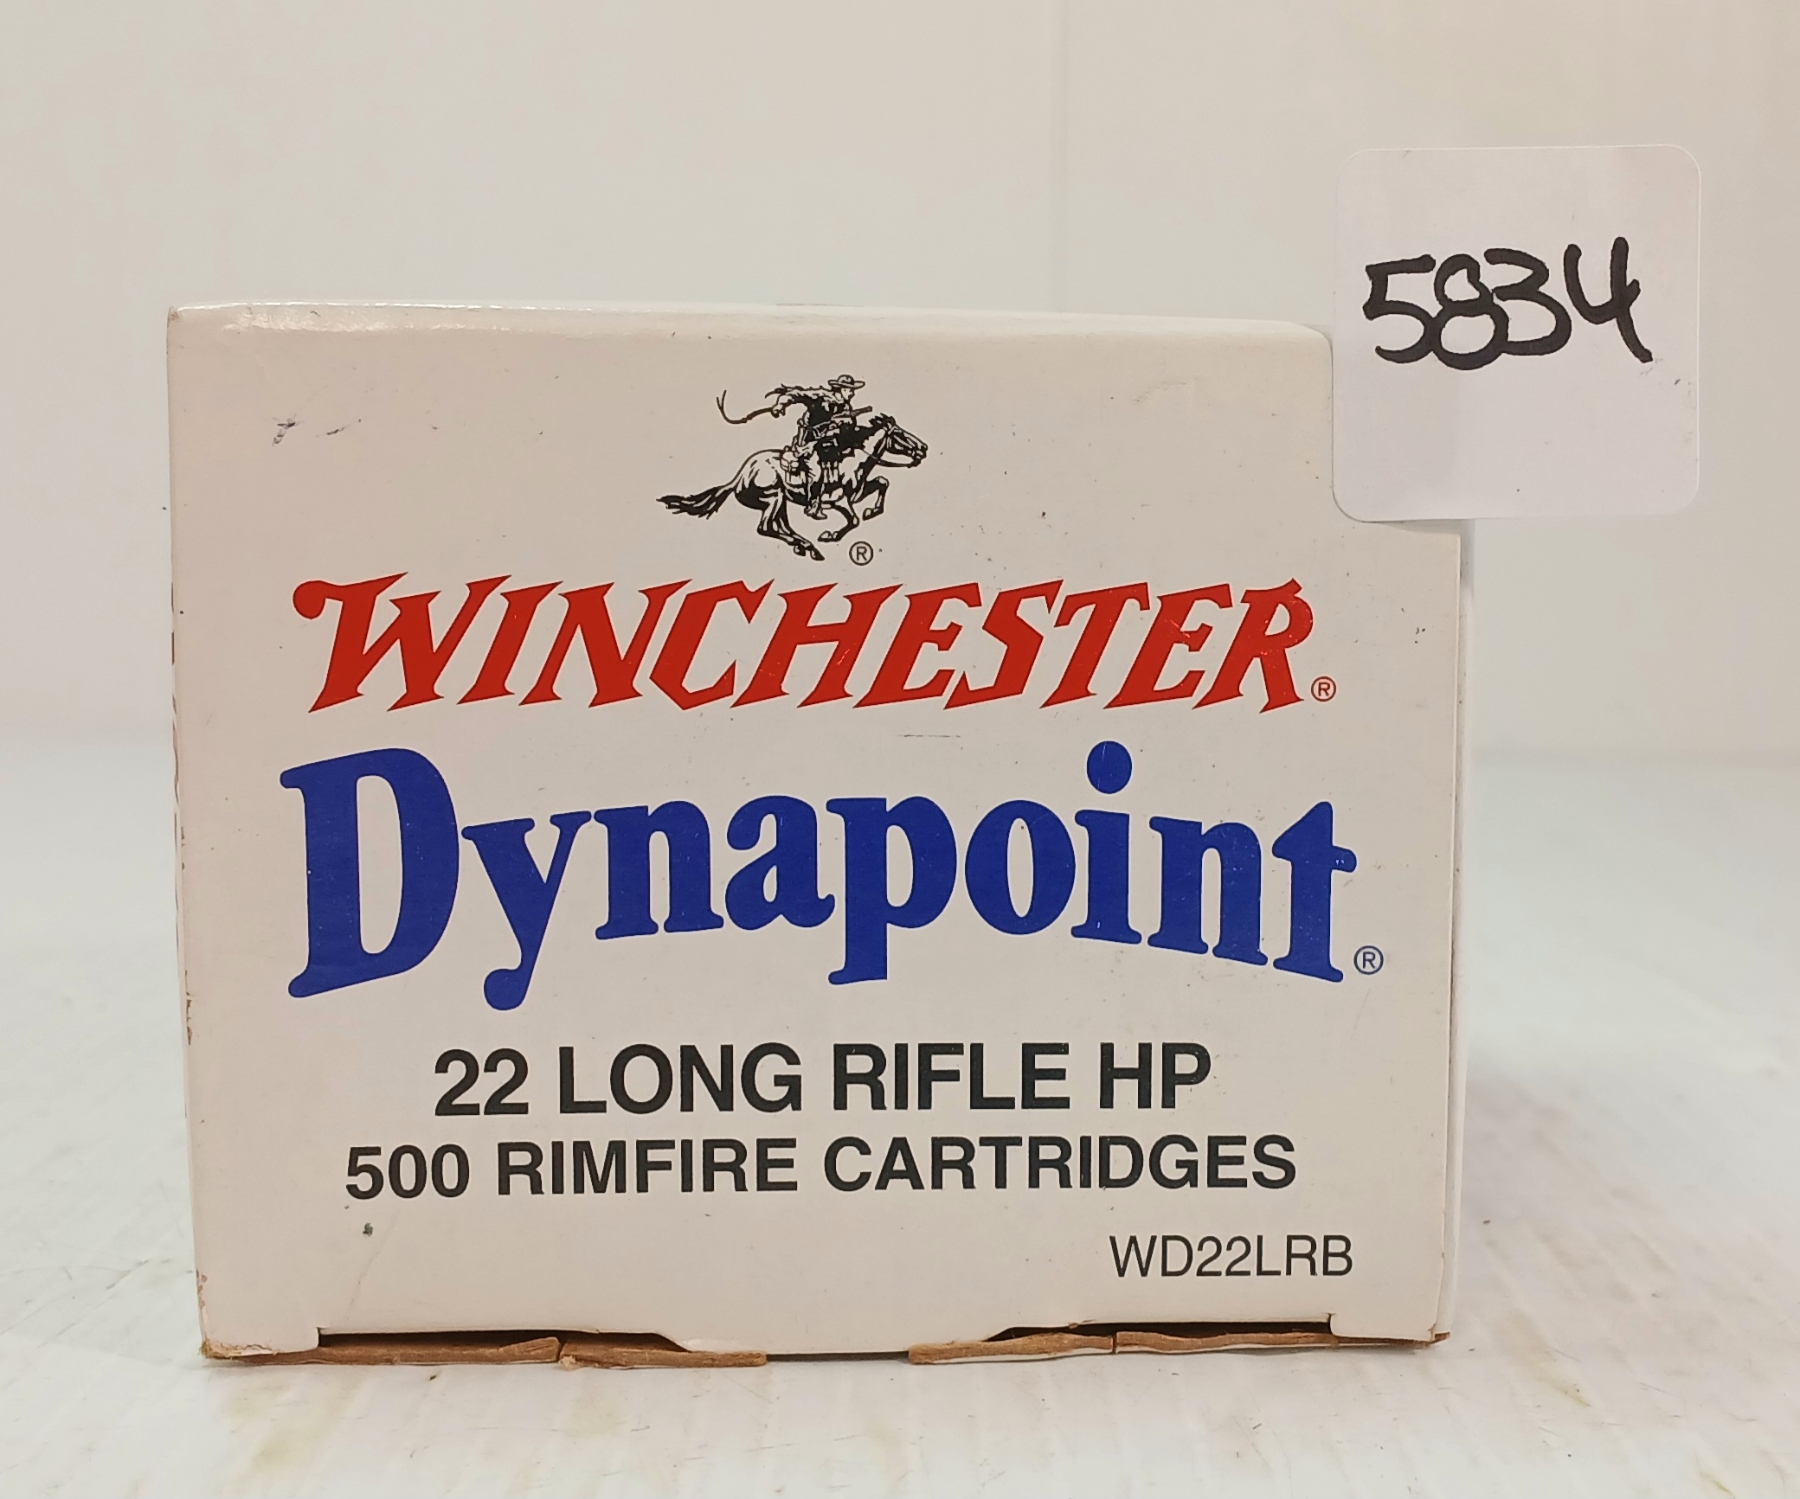 5834
®
WINCHESTER®
Dynapoint®
22 LONG RIFLE HP
500 RIMFIRE CARTRIDGES
WD22LRB